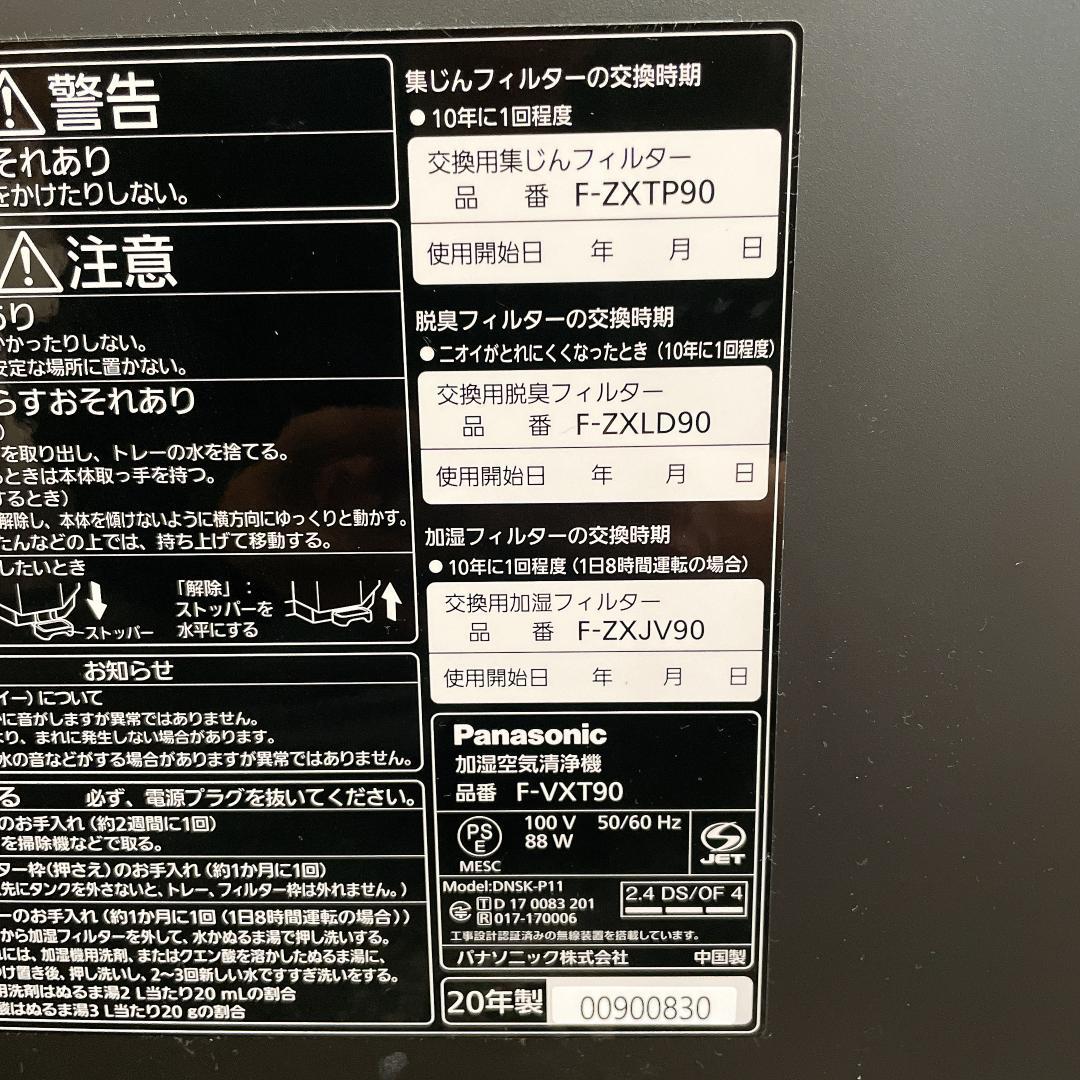 警告
それあり
をかけたりしない。
注意
あり
かかったりしない。
安定な場所に置かない。
らすおそれあり
を取り出し、トレーの水を捨てる。
ときは本体取っ手を持つ。
するとき)
解除し、本体を傾けないように横方向にゆっくりと動かす。
たんなどの上では、持ち上げて移動する。
したいとき
ストッパー
「解除」:
ストッパーを
水平にする
お知らせ
イー)について
に音がしますが異常ではありません。
より、まれに発生しない場合があります。
水の音などがする場合がありますが異常ではありません。
る 必ず、電源プラグを抜いてください。
のお手入れ (約2週間に1回)
を掃除機などで取る。
ター枠(押さえ)のお手入れ (約1か月に1回)
先にタンクを外さないと、トレー、フィルター枠は外れません。)
ーのお手入れ (約1か月に1回 (1日8時間運転の場合))
から加湿フィルターを外して、水かぬるま湯で押し洗いする。
には、加湿機用洗剤、またはクエン酸を溶かしたぬるま湯に、
け置き後、押し洗いし、2~3回新しい水ですすぎ洗いをする。
用洗剤はぬるま湯2 L当たり20 mLの割合
酸はぬるま湯3 L当たり20 gの割合
集じんフィルターの交換時期
●10年に1回程度
交換用集じんフィルター
品 番 F-ZXTP90
使用開始日 年 月 日
脱臭フィルターの交換時期
●ニオイがとれにくくなったとき (10年に1回程度)
交換用脱臭フィルター
品 番 F-ZXLD90
使用開始日 年 月 日
加湿フィルターの交換時期
●10年に1回程度 (1日8時間運転の場合)
交換用加湿フィルター
品 番 F-ZXJV90
使用開始日 年 月 日
Panasonic
加湿空気清浄機
品番 F-VXT90
PS
E
MESC
100 V 50/60 Hz
88 W
JET
Model:DNSK-P11
T D 17 0083 201
R 017-170006
2.4 DS/OF 4
工事設計認証済みの無線装置を搭載しています。
パナソニック株式会社 中国製
20年製 00900830